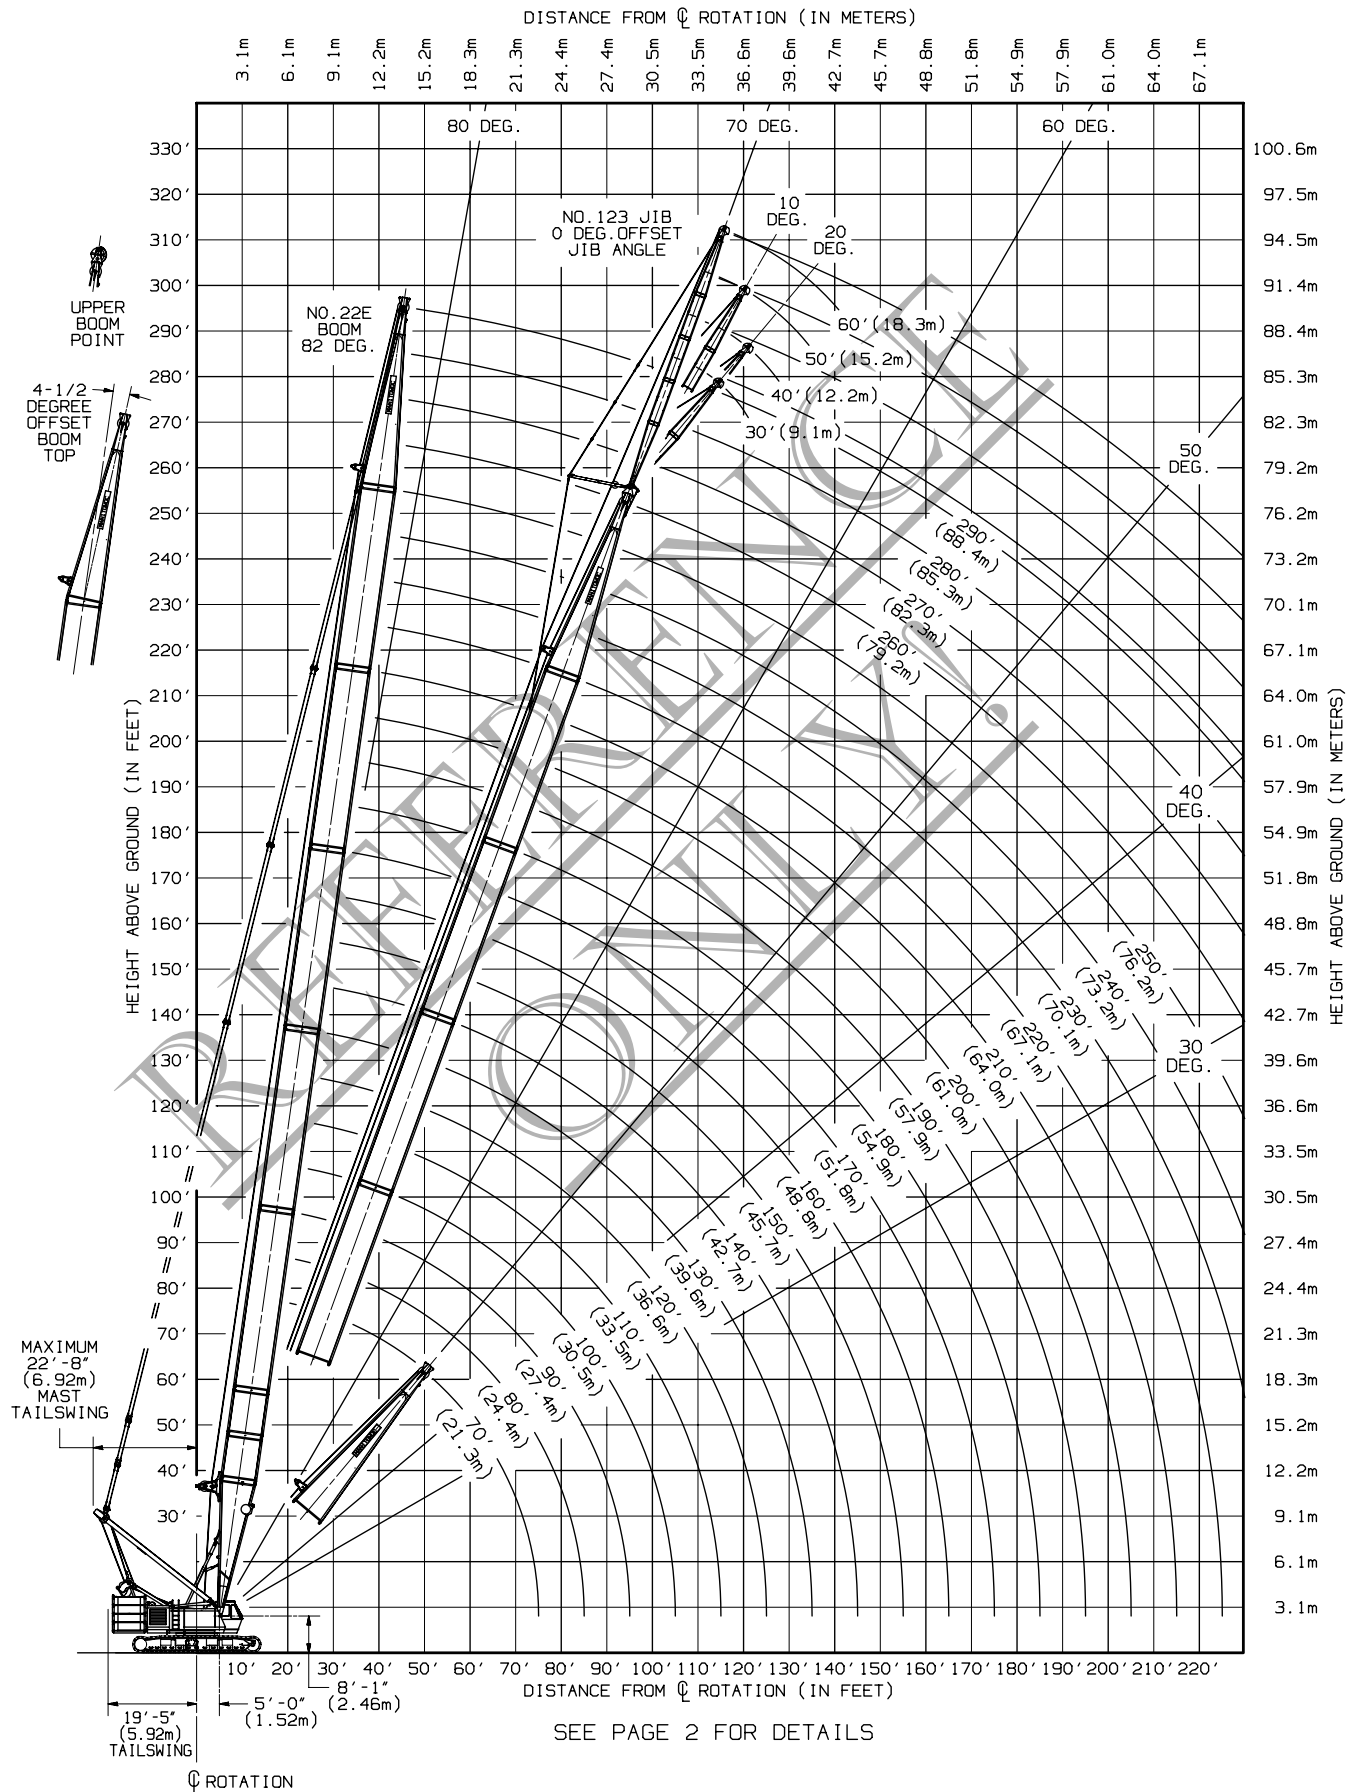 DISTANCE FROM ℄ ROTATION (IN METERS)
3.1m
6.1m
9.1m
12.2m
15.2m
18.3m
21.3m
24.4m
27.4m
30.5m
33.5m
36.6m
39.6m
42.7m
45.7m
48.8m
51.8m
54.9m
57.9m
61.0m
64.0m
67.1m
80 DEG.
70 DEG.
60 DEG.
330'
320'
310'
300'
290'
280'
270'
260'
250'
240'
230'
220'
210'
200'
190'
180'
170'
160'
150'
140'
130'
120'
110'
100'
90'
80'
70'
60'
50'
40'
30'
HEIGHT ABOVE GROUND (IN FEET)
100.6m
97.5m
94.5m
91.4m
88.4m
85.3m
82.3m
79.2m
76.2m
73.2m
70.1m
67.1m
64.0m
61.0m
57.9m
54.9m
51.8m
48.8m
45.7m
42.7m
39.6m
36.6m
33.5m
30.5m
27.4m
24.4m
21.3m
18.3m
15.2m
12.2m
9.1m
6.1m
3.1m
HEIGHT ABOVE GROUND (IN METERS)
UPPER
BOOM
POINT
4-1/2
DEGREE
OFFSET
BOOM
TOP
NO.22E
BOOM
82 DEG.
NO.123 JIB
0 DEG.OFFSET
JIB ANGLE
10
DEG.
20
DEG.
60'(18.3m)
50'(15.2m)
40'(12.2m)
30'(9.1m)
50
DEG.
40
DEG.
30
DEG.
290'
(88.4m)
280'
(85.3m)
270'
(82.3m)
260'
(79.2m)
250'
(76.2m)
240'
(73.2m)
230'
(70.1m)
220'
(67.1m)
210'
(64.0m)
200'
(61.0m)
190'
(57.9m)
180'
(54.9m)
170'
(51.8m)
160'
(48.8m)
150'
(45.7m)
140'
(42.7m)
130'
(39.6m)
120'
(36.6m)
110'
(33.5m)
100'
(30.5m)
90'
(27.4m)
80'
(24.4m)
70'
(21.3m)
REFERENCE
ONLY!
MAXIMUM
22'-8"
(6.92m)
MAST
TAILSWING
10'
20'
30'
40'
50'
60'
70'
80'
90'
100'
110'
120'
130'
140'
150'
160'
170'
180'
190'
200'
210'
220'
DISTANCE FROM ℄ ROTATION (IN FEET)
8'-1"
(2.46m)
5'-0"
(1.52m)
19'-5"
(5.92m)
TAILSWING
℄ ROTATION
SEE PAGE 2 FOR DETAILS